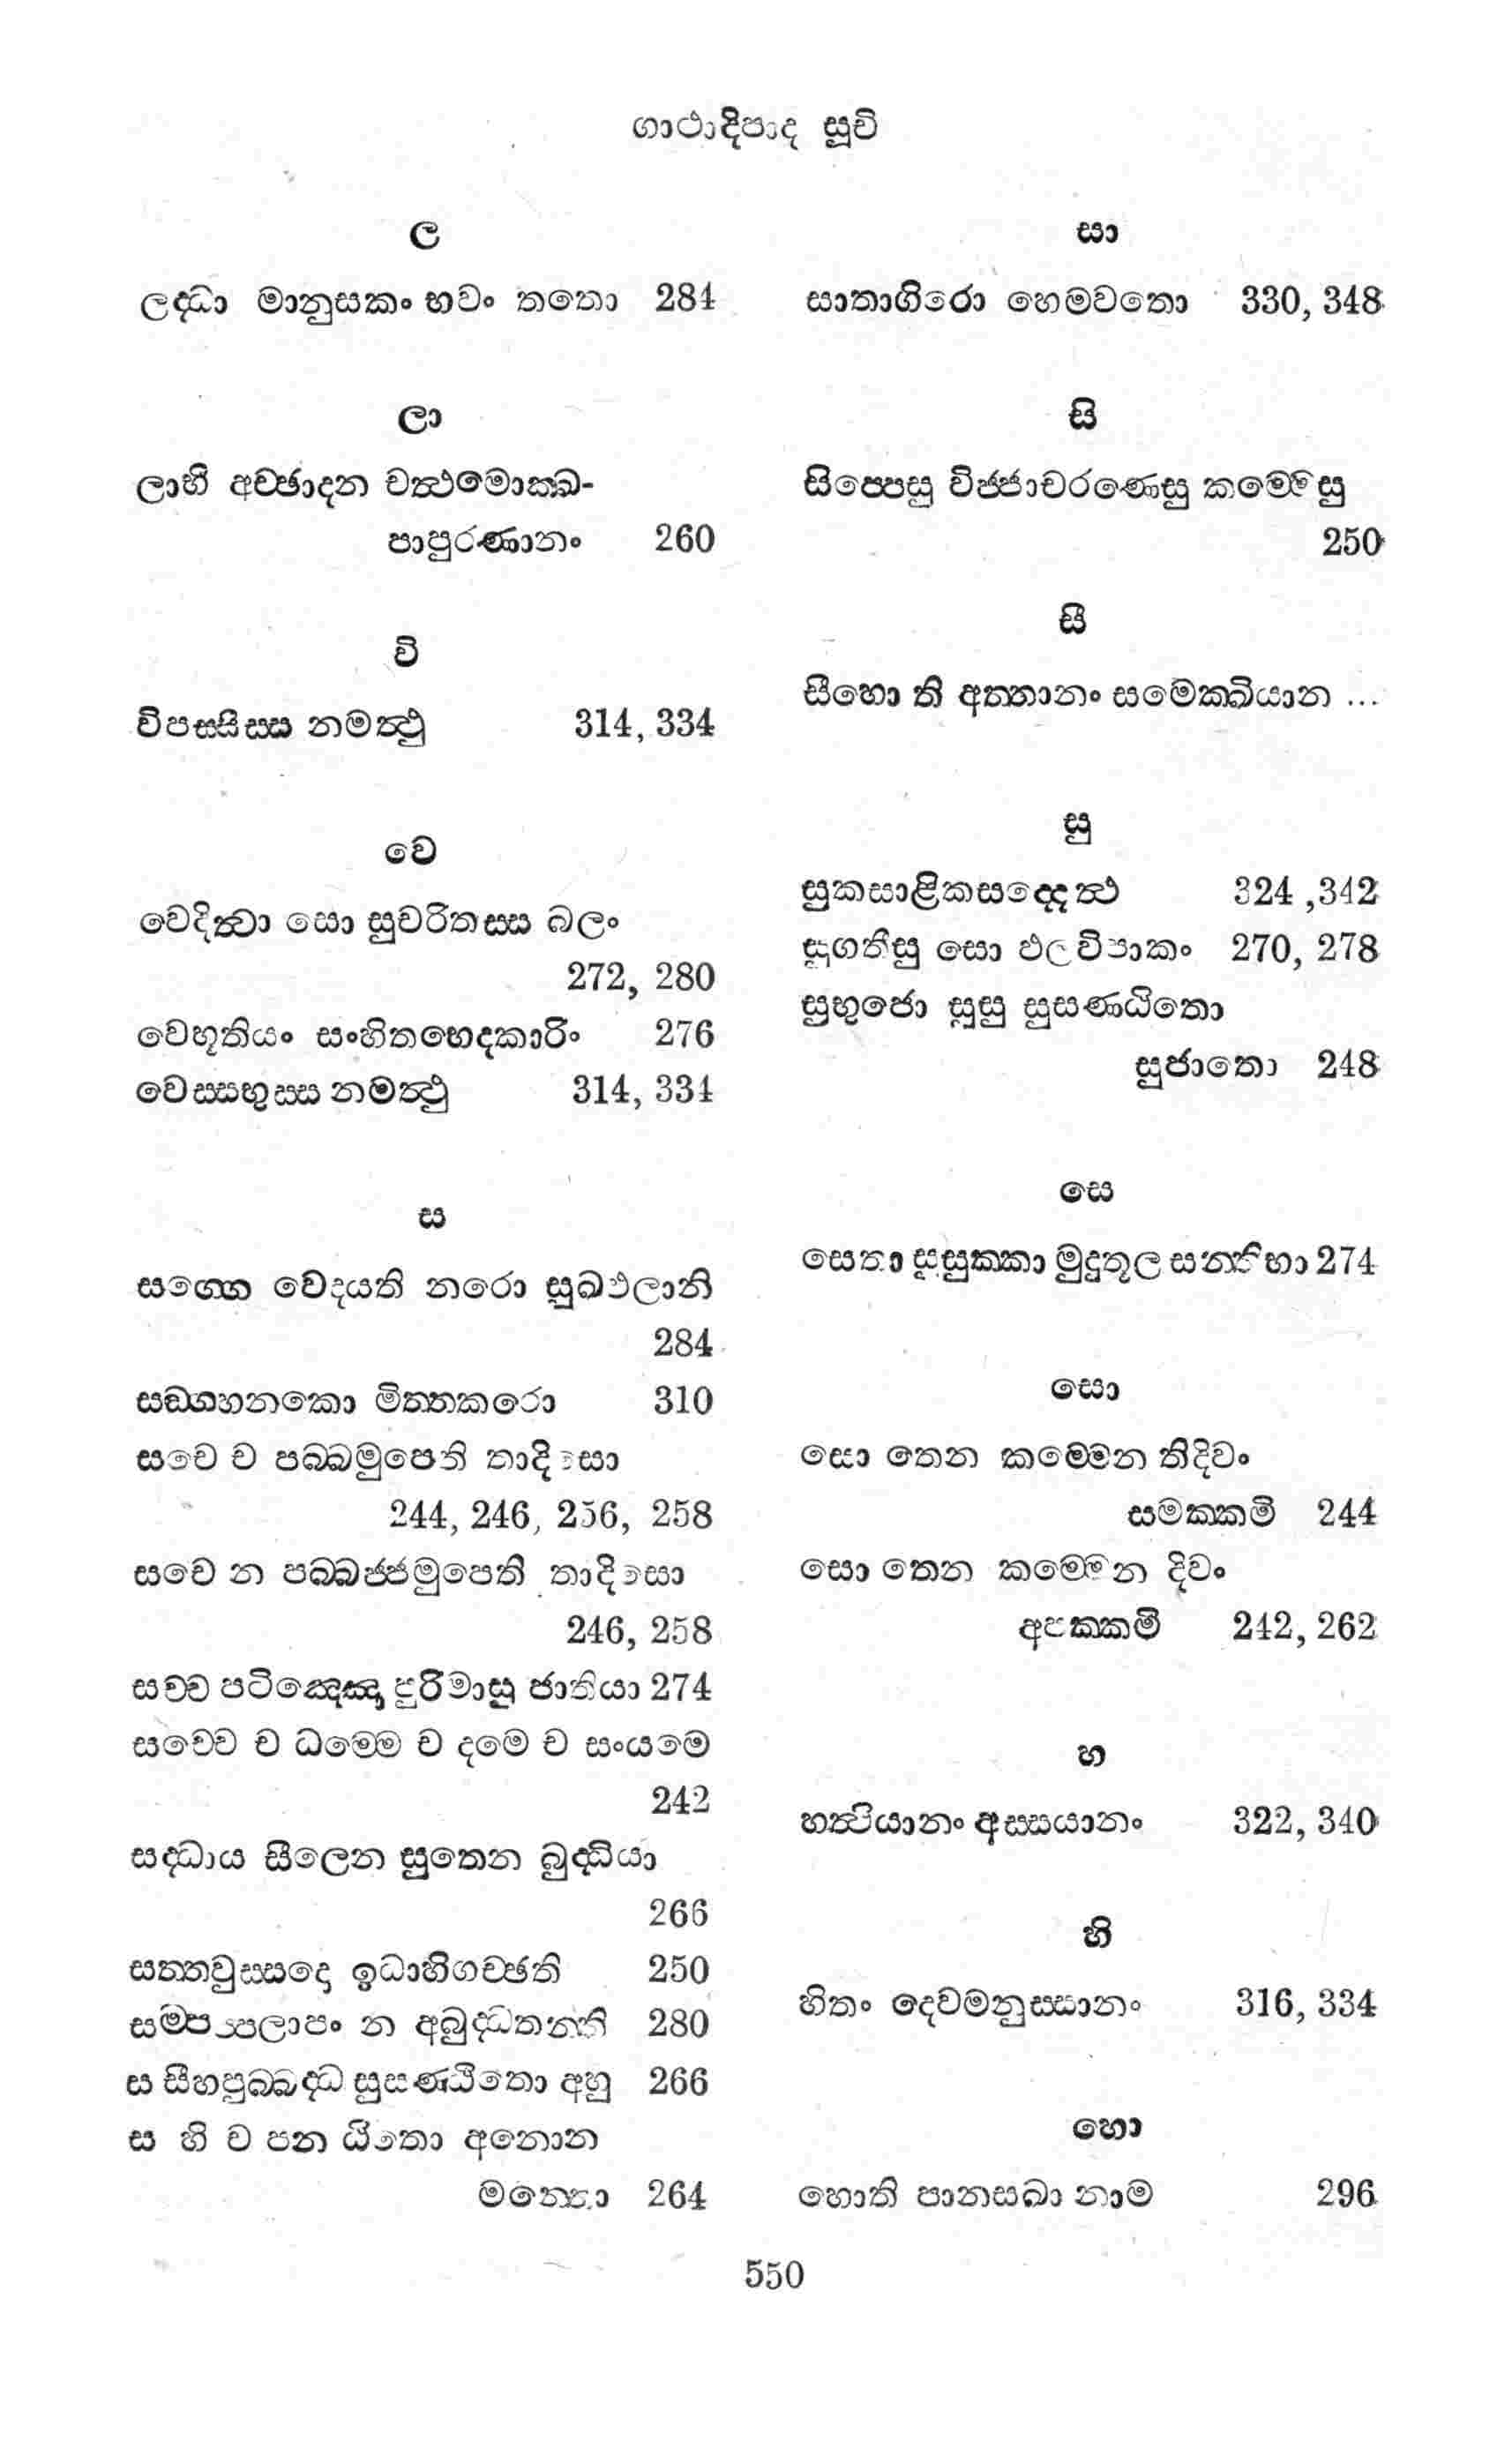 ගාථාදිපාද සූචි
ල
ලද්ධා මානුසකං භවං තතො 284
ලා
ලාභී අච්ඡාදන වත්ථමොක්ඛ-
පාපුරණානං 260
වි
විපස්සිස්ස නමත්ථු 314, 334
වෙ
වෙදිත්වා සො සුචරිතස්ස බලං
272, 280
වෙභූතියං සංහිතභෙදකාරිං 276
වෙස්සභුස්ස නමත්ථු 314, 334
ස
සග්ගෙ වෙදයති නරො සුඛඵලානි
284
සඞ්ගහනකො මිත්තකරො 310
සචෙ ච පබ්බමුපෙති තාදිසො
244, 246, 256, 258
සචෙ න පබ්බජ්ජමුපෙති තාදිසො
246, 258
සච්ච පටිඤ්ඤෙ පුරිමාසු ජාතියා 274
සච්චෙ ච ධම්මෙ ච දමෙ ච සංයමෙ
242
සද්ධාය සීලෙන සුතෙන බුද්ධියා
266
සත්තවුස්සදො ඉධාහිගච්ඡති 250
සම්ඵප්පලාපං න අබුද්ධතන්ති 280
ස සීහපුබ්බද්ධ සුසණ්ඨිතො අහු 266
ස හි ච පන ඨිතො අනොන
මන්තො 264
සා
සාතාගිරො හෙමවතො 330, 348
සි
සිප්පෙසු විජ්ජාචරණෙසු කම්මෙසු
250
සී
සීහො ති අත්තානං සමෙක්ඛියාන ...
සු
සුකසාළිකසද්දෙත්ථ 324 ,342
සුගතීසු සො ඵලවිපාකං 270, 278
සුභුජො සුසු සුසණ්ඨිතො
සුජාතො 248
සෙ
සෙතා සුසුක්කා මුදුතූල සන්නිභා 274
සො
සො තෙන කම්මෙන තිදිවං
සමක්කමි 244
සො තෙන කම්මෙන දිවං
අපක්කමි 242, 262
හ
හත්ථියානං අස්සයානං 322, 340
හි
හිතං දෙවමනුස්සානං 316, 334
හො
හොති පානසඛා නාම 296
550